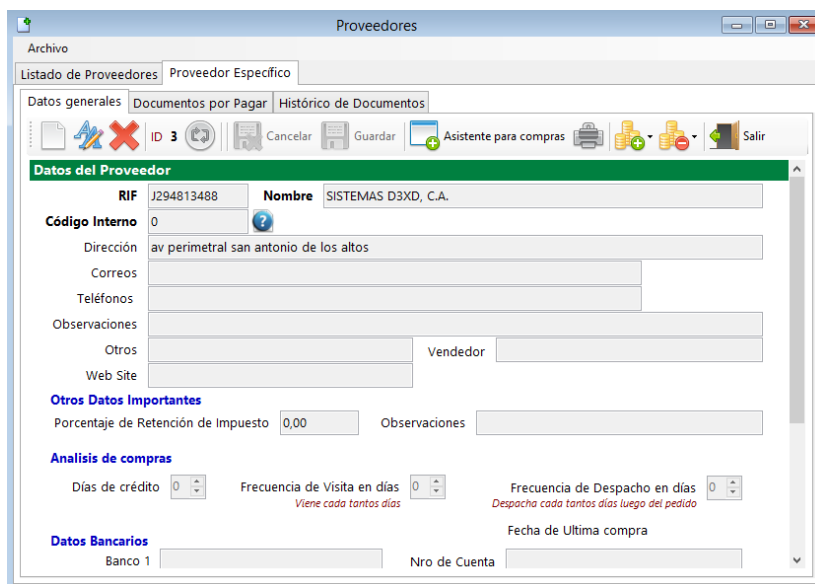 Proveedores
Archivo
Listado de Proveedores Proveedor Específico
Datos generales Documentos por Pagar Histórico de Documentos
ID 3 Cancelar Guardar Asistente para compras Salir
Datos del Proveedor
RIF J294813488 Nombre SISTEMAS D3XD, C.A.
Código Interno 0 ?
Dirección av perimetral san antonio de los altos
Correos
Teléfonos
Observaciones
Otros Vendedor
Web Site
Otros Datos Importantes
Porcentaje de Retención de Impuesto 0,00 Observaciones
Analisis de compras
Días de crédito 0 Frecuencia de Visita en días 0 Frecuencia de Despacho en días 0
Viene cada tantos días Despacha cada tantos días luego del pedido
Fecha de Ultima compra
Datos Bancarios
Banco 1 Nro de Cuenta